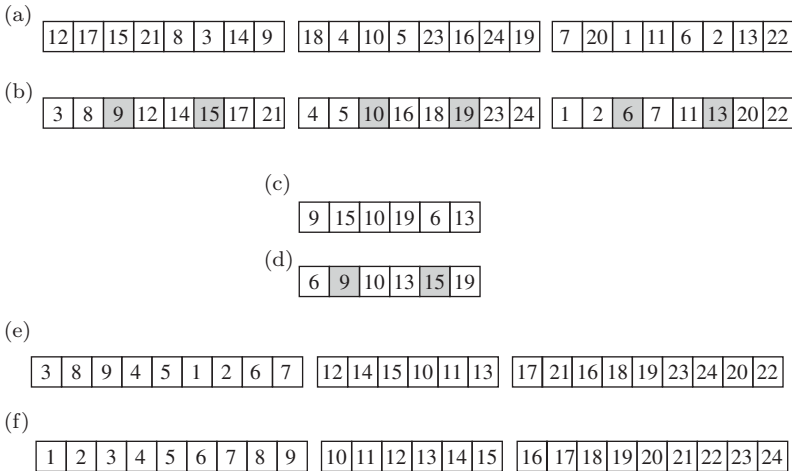 (a)
12 17 15 21 8 3 14 9 18 4 10 5 23 16 24 19 7 20 1 11 6 2 13 22
(b)
3 8 9 12 14 15 17 21 4 5 10 16 18 19 23 24 1 2 6 7 11 13 20 22
(c)
9 15 10 19 6 13
(d)
6 9 10 13 15 19
(e)
3 8 9 4 5 1 2 6 7 12 14 15 10 11 13 17 21 16 18 19 23 24 20 22
(f)
1 2 3 4 5 6 7 8 9 10 11 12 13 14 15 16 17 18 19 20 21 22 23 24